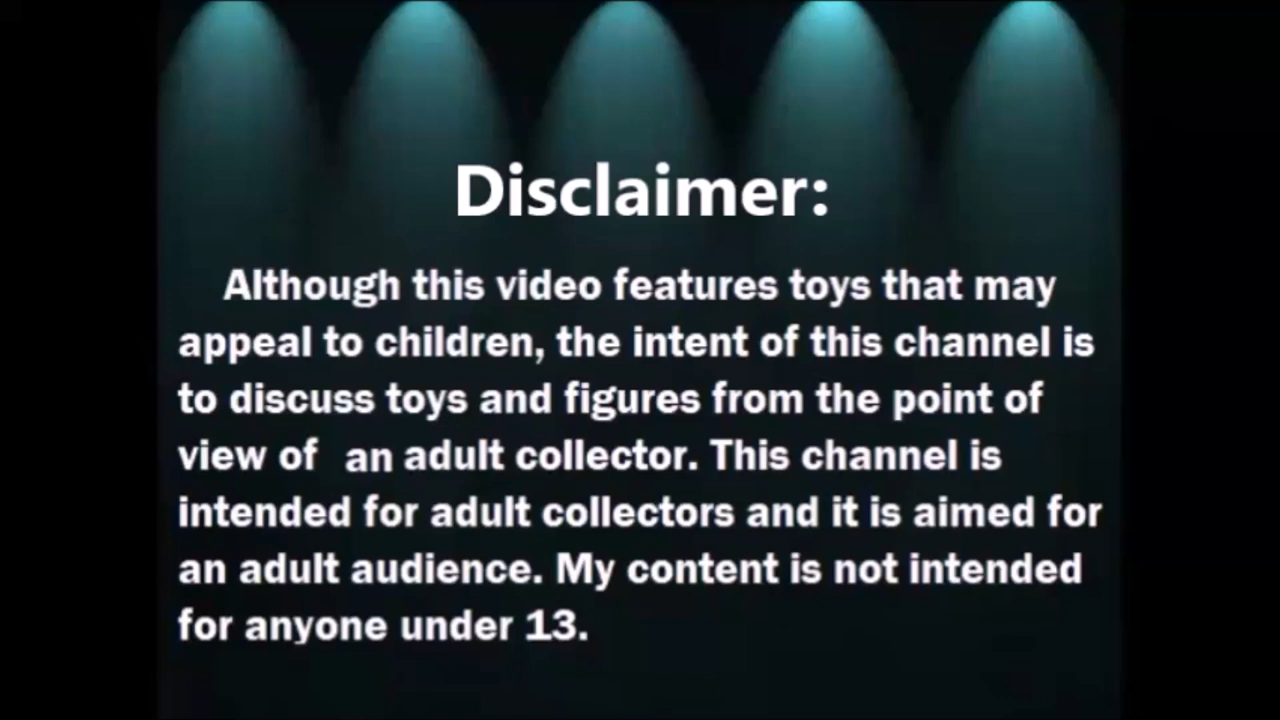 Disclaimer:
Although this video features toys that may
appeal to children, the intent of this channel is
to discuss toys and figures from the point of
view of an adult collector. This channel is
intended for adult collectors and it is aimed for
an adult audience. My content is not intended
for anyone under 13.